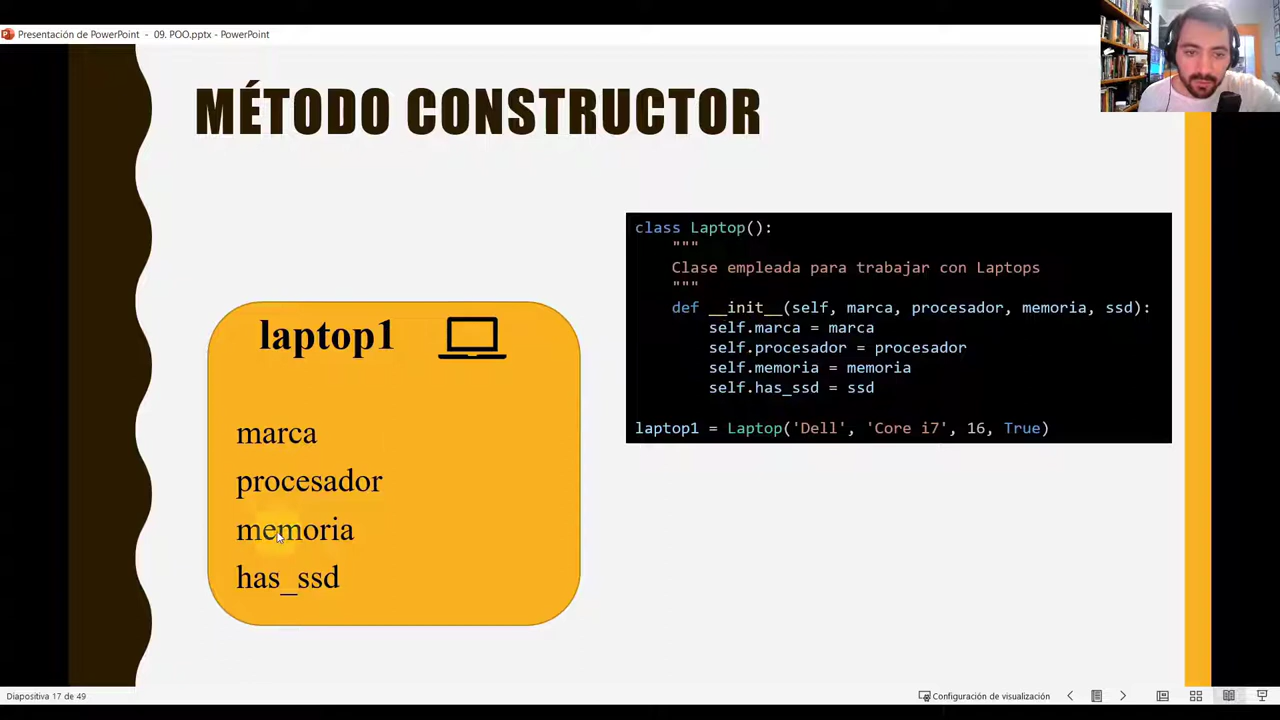 Presentación de PowerPoint - 09. POO.pptx - PowerPoint
MÉTODO CONSTRUCTOR
laptop1
marca
procesador
memoria
has_ssd
class Laptop():
"""
Clase empleada para trabajar con Laptops
"""
def __init__(self, marca, procesador, memoria, ssd):
self.marca = marca
self.procesador = procesador
self.memoria = memoria
self.has_ssd = ssd
laptop1 = Laptop('Dell', 'Core i7', 16, True)
Diapositiva 17 de 49
Configuración de visualización